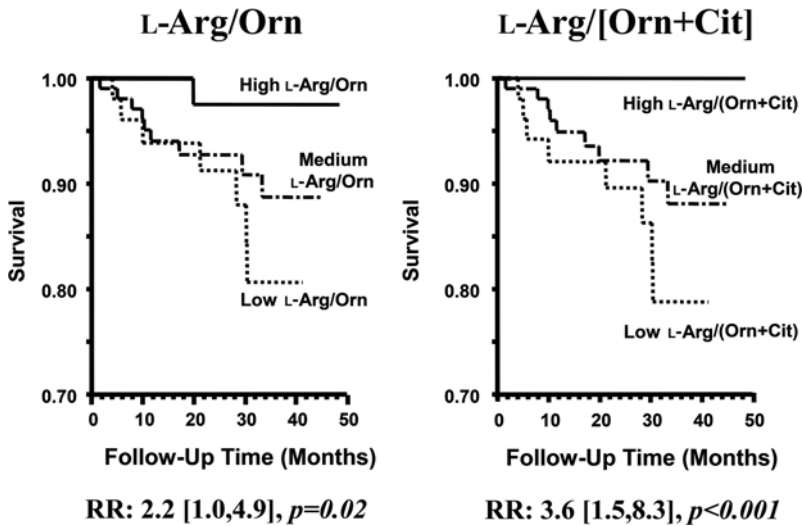 L-Arg/Orn
1.00
0.90
0.80
0.70
Survival
High L-Arg/Orn
Medium
L-Arg/Orn
Low L-Arg/Orn
0 10 20 30 40 50
Follow-Up Time (Months)
RR: 2.2 [1.0,4.9], p=0.02
L-Arg/[Orn+Cit]
1.00
0.90
0.80
0.70
Survival
High L-Arg/(Orn+Cit)
Medium
L-Arg/(Orn+Cit)
Low L-Arg/(Orn+Cit)
0 10 20 30 40 50
Follow-Up Time (Months)
RR: 3.6 [1.5,8.3], p<0.001